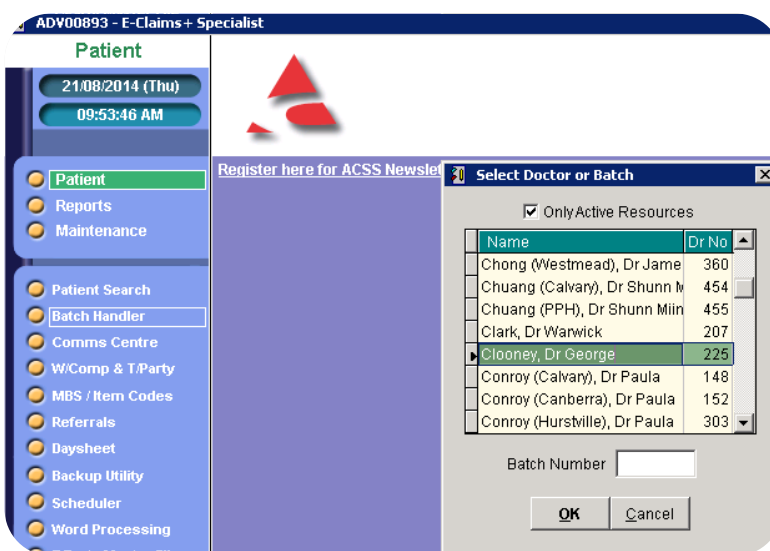 ADV00893 - E-Claims+ Specialist
Patient
21/08/2014 (Thu)
09:53:46 AM
Patient
Reports
Maintenance
Patient Search
Batch Handler
Comms Centre
W/Comp & T/Party
MBS / Item Codes
Referrals
Daysheet
Backup Utility
Scheduler
Word Processing
Register here for ACSS Newslet
Select Doctor or Batch
Only Active Resources
Name Dr No
Chong (Westmead), Dr Jame 360
Chuang (Calvary), Dr Shunn M 454
Chuang (PPH), Dr Shunn Miin 455
Clark, Dr Warwick 207
Clooney, Dr George 225
Conroy (Calvary), Dr Paula 148
Conroy (Canberra), Dr Paula 152
Conroy (Hurstville), Dr Paula 303
Batch Number
OK Cancel